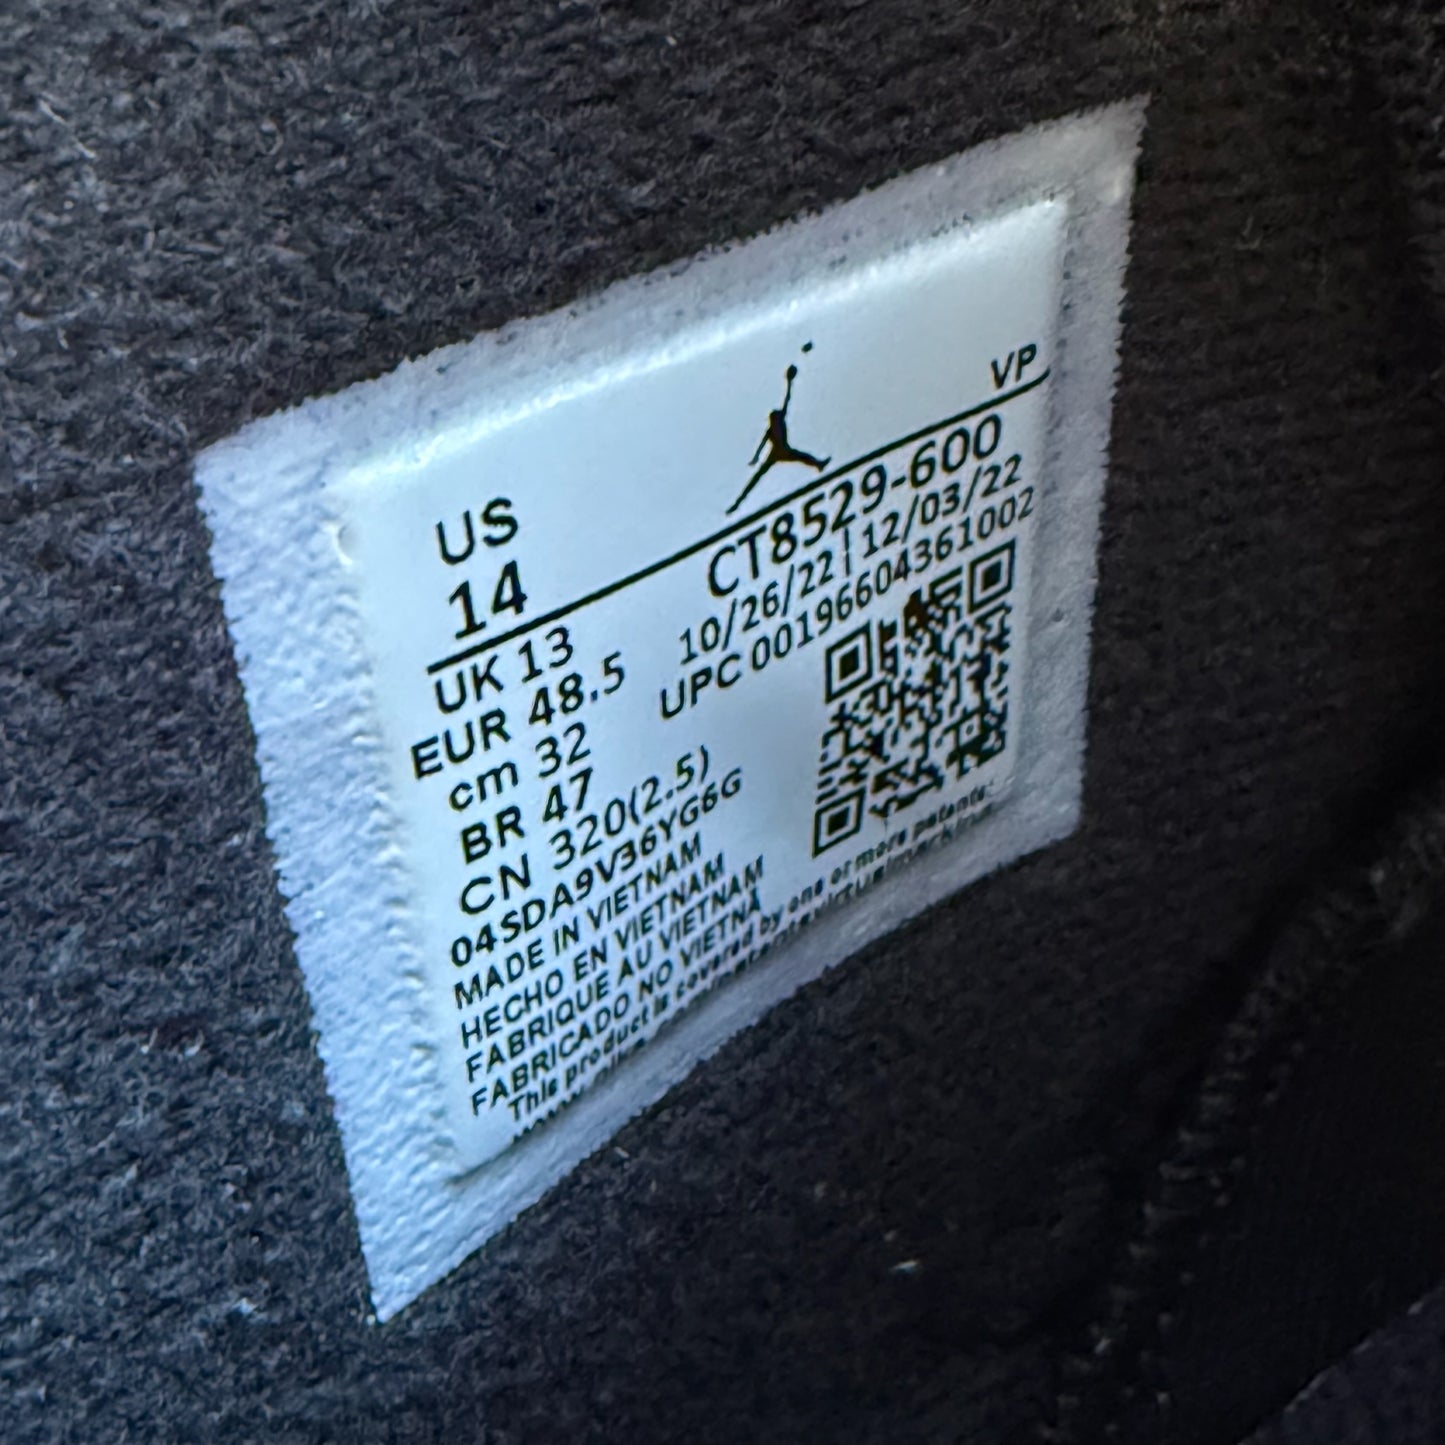 VP
US
14
CT8529-600
10/26/22 | 12/03/22
UPC 00196604361002
UK 13
EUR 48.5
cm 32
BR 47
CN 320(2.5)
04SDA9V36YG6G
MADE IN VIETNAM
HECHO EN VIETNAM
FABRIQUE AU VIETNAM
FABRICADO NO VIETNÃ
This product is covered by one or more patents: